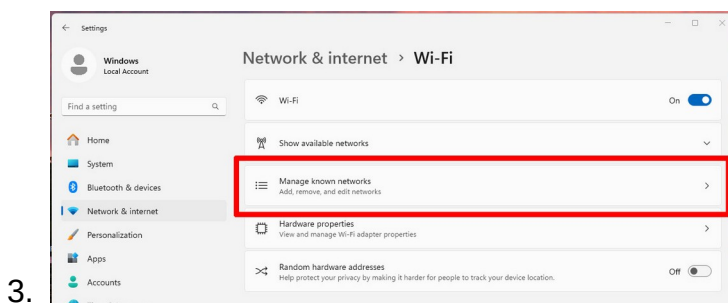 Settings
Windows
Local Account
Find a setting
Home
System
Bluetooth & devices
Network & internet
Personalization
Apps
Accounts
Network & internet > Wi-Fi
Wi-Fi
On
Show available networks
Manage known networks
Add, remove, and edit networks
Hardware properties
View and manage Wi-Fi adapter properties
Random hardware addresses
Help protect your privacy by making it harder for people to track your device location.
Off
3.